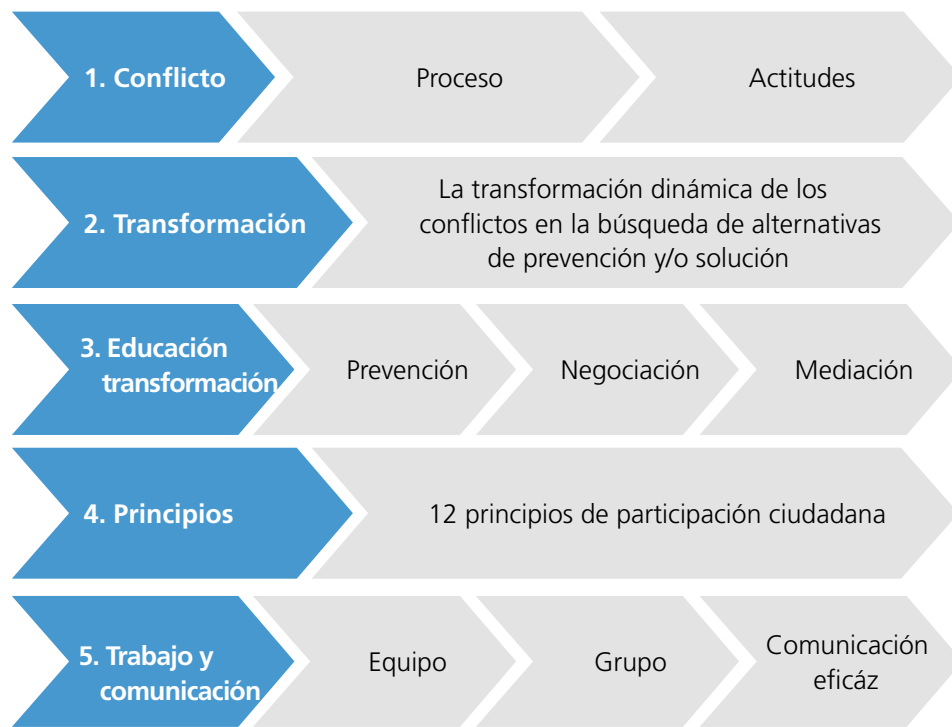 1. Conflicto
Proceso
Actitudes
2. Transformación
La transformación dinámica de los
conflictos en la búsqueda de alternativas
de prevención y/o solución
3. Educación
transformación
Prevención
Negociación
Mediación
4. Principios
12 principios de participación ciudadana
5. Trabajo y
comunicación
Equipo
Grupo
Comunicación
eficáz